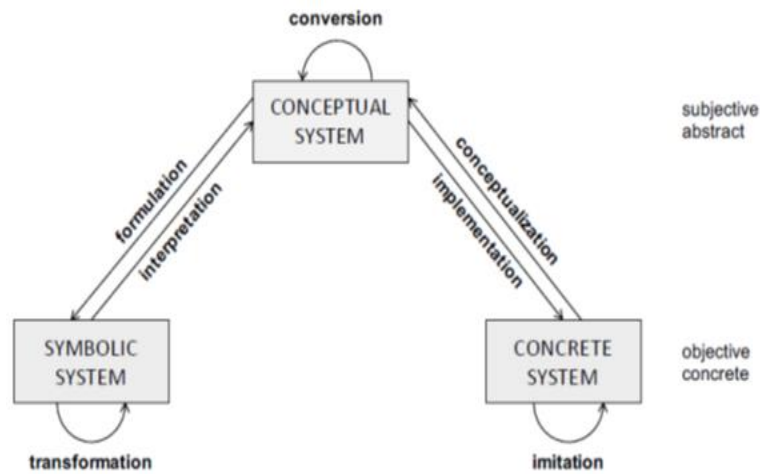 conversion
CONCEPTUAL
SYSTEM
subjective
abstract
formulation
interpretation
implementation
conceptualization
SYMBOLIC
SYSTEM
CONCRETE
SYSTEM
objective
concrete
transformation
imitation